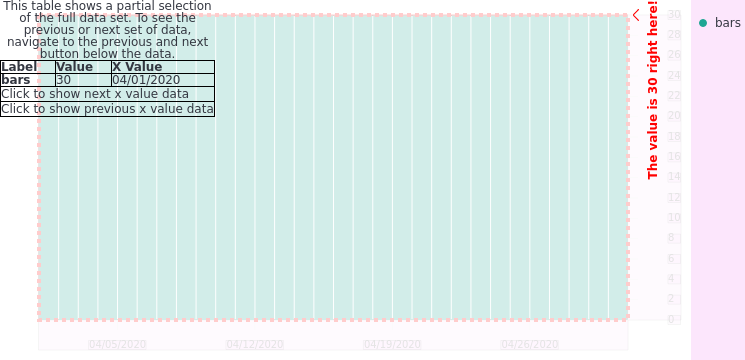 This table shows a partial selection
of the full data set. To see the
previous or next set of data,
navigate to the previous and next
button below the data.
Label Value X Value
bars 30 04/01/2020
Click to show next x value data
Click to show previous x value data
The value is 30 right here!
30
28
26
24
22
20
18
16
14
12
10
8
6
4
2
0
04/05/2020 04/12/2020 04/19/2020 04/26/2020
bars